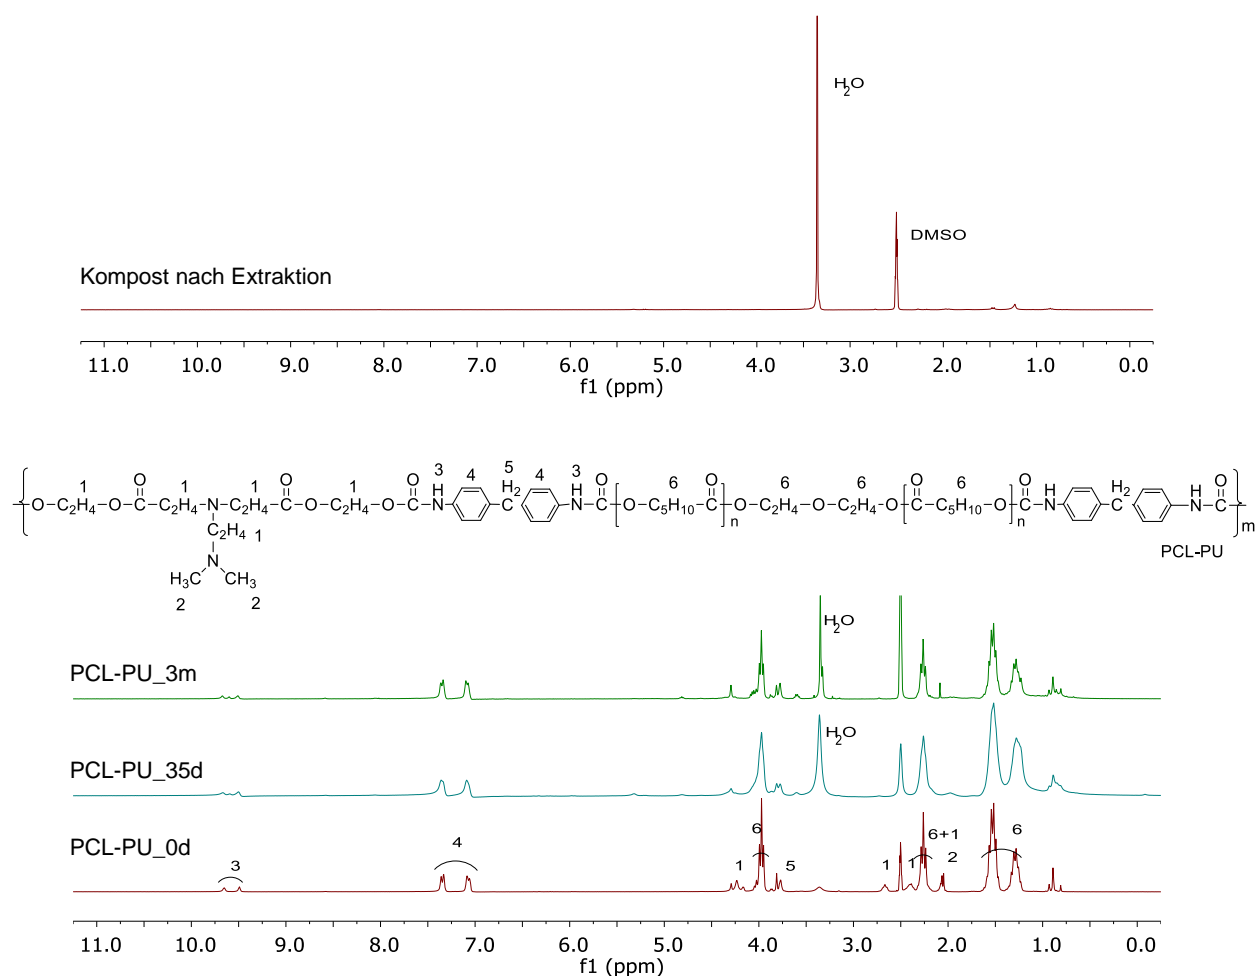 H2O
DMSO
Kompost nach Extraktion
11.0 10.0 9.0 8.0 7.0 6.0 5.0 4.0 3.0 2.0 1.0 0.0
f1 (ppm)
1 O 1 1 O 1 O 3 H 4 5 H2 4 3 H O 6 O 6 6 O 6 O H H2 O
O−C2H4−O C−C2H4−N−C2H4−C−O−C2H4−O−C−N C N−C O−C5H10−C n O−C2H4−O−C2H4−O C−C5H10−O n C−NH C NH−C m
C2H4 1
PCL-PU
N
H3C CH3
2 2
PCL-PU_3m
H2O
PCL-PU_35d
H2O
PCL-PU_0d
3 4 1 6 5 1 1 6+1 2 6
11.0 10.0 9.0 8.0 7.0 6.0 5.0 4.0 3.0 2.0 1.0 0.0
f1 (ppm)